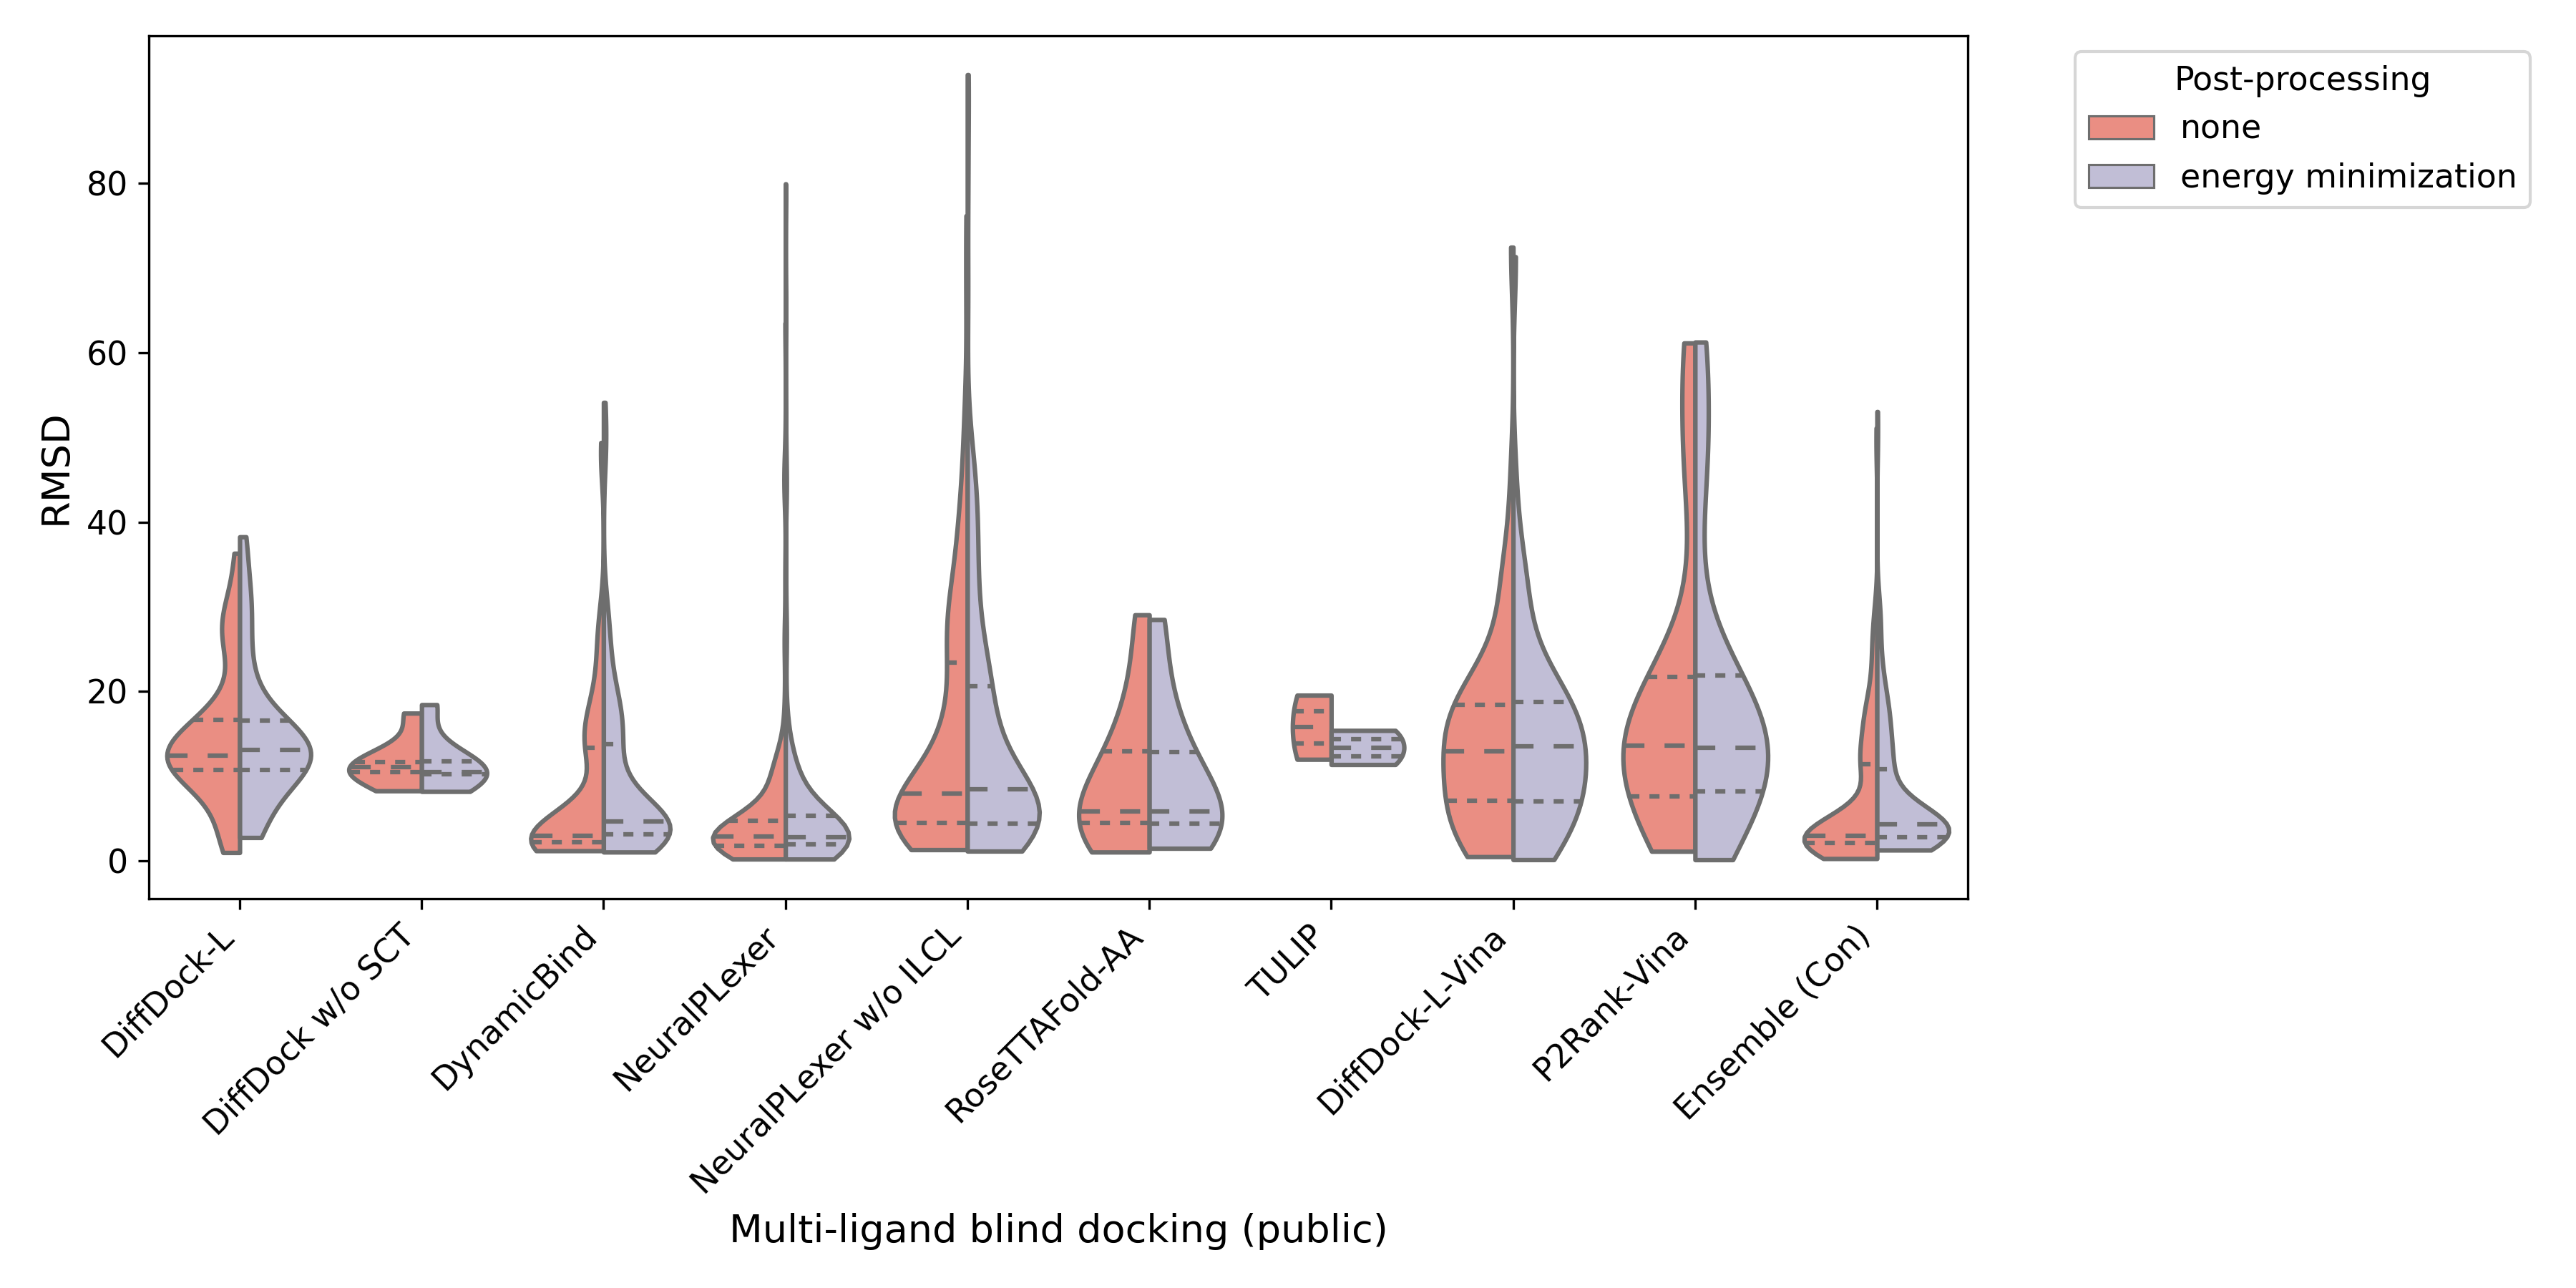 Post-processing
none
energy minimization
RMSD
80
60
40
20
0
DiffDock-L
DiffDock w/o SCT
DynamicBind
NeuralPLexer
NeuralPLexer w/o ILCL
RoseTTAFold-AA
TULIP
DiffDock-L-Vina
P2Rank-Vina
Ensemble (Con)
Multi-ligand blind docking (public)